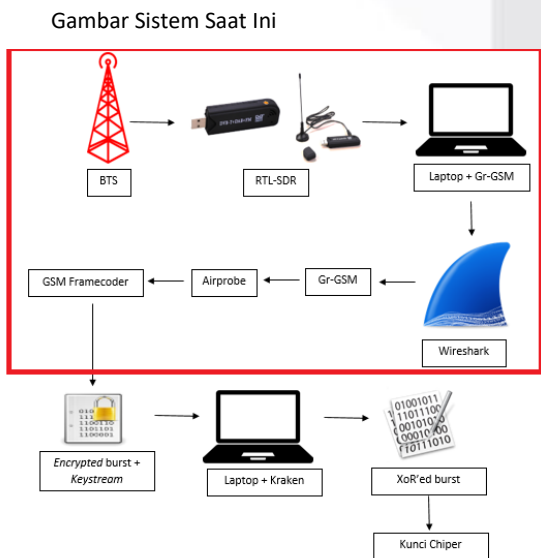 Gambar Sistem Saat Ini
BTS
RTL-SDR
Laptop + Gr-GSM
GSM Framecoder
Airprobe
Gr-GSM
Wireshark
Encrypted burst +
Keystream
Laptop + Kraken
XoR'ed burst
Kunci Chiper